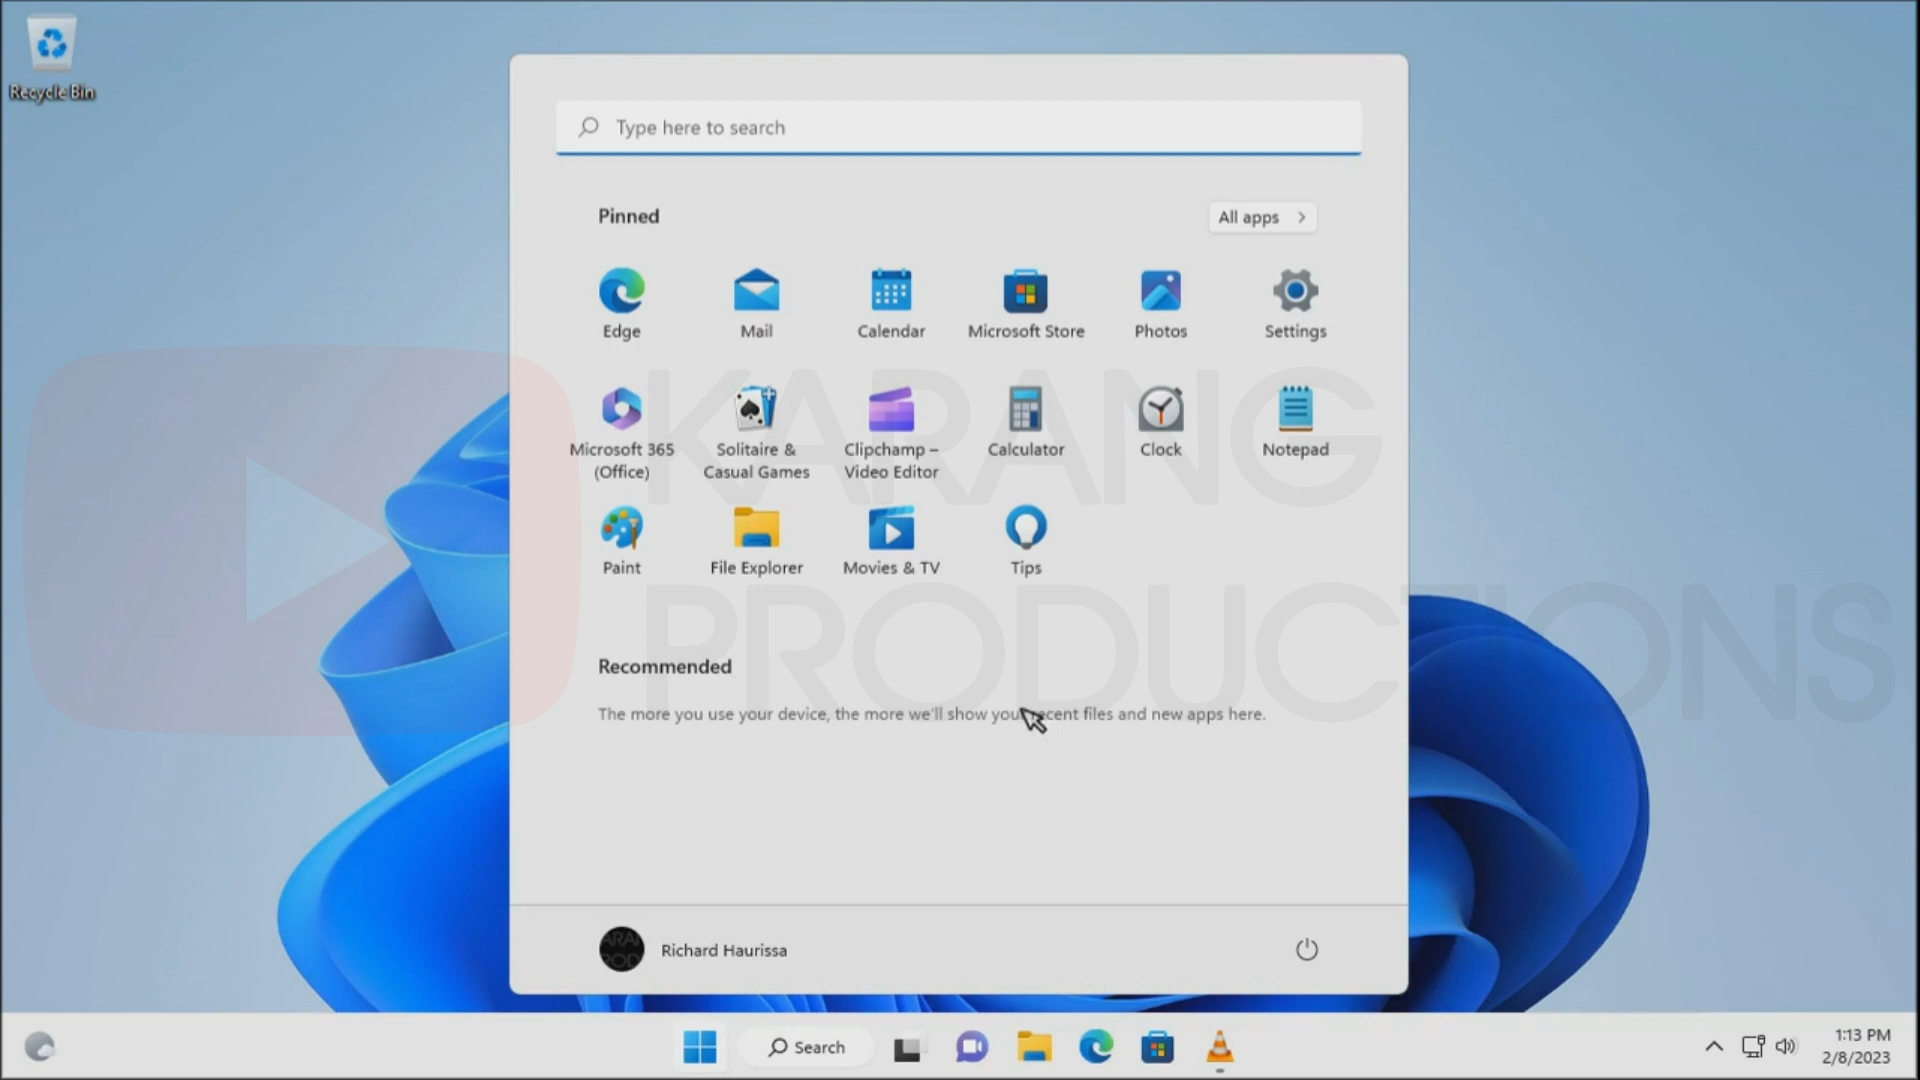 Recycle Bin
Type here to search
Pinned
All apps
Edge
Mail
Calendar
Microsoft Store
Photos
Settings
Microsoft 365
(Office)
Solitaire &
Casual Games
Clipchamp –
Video Editor
Calculator
Clock
Notepad
Paint
File Explorer
Movies & TV
Tips
KARANG
PRODUCTIONS
Recommended
The more you use your device, the more we'll show your recent files and new apps here.
Richard Haurissa
Search
1:13 PM
2/8/2023